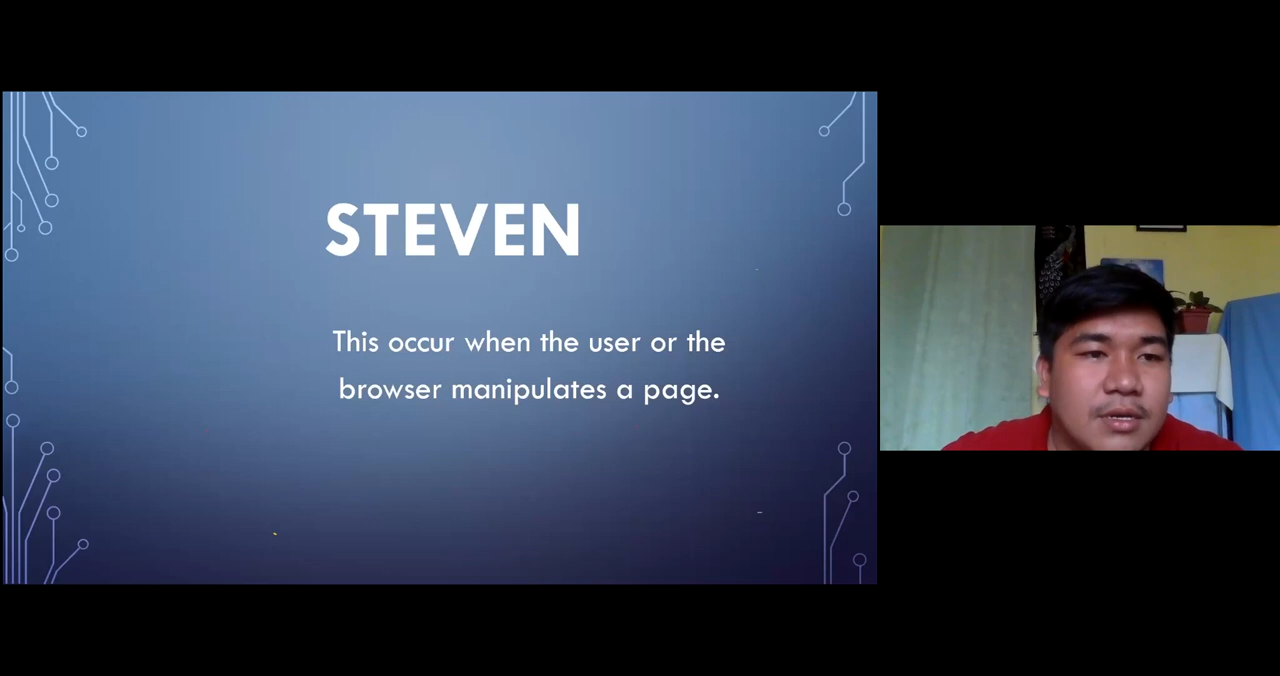 STEVEN
This occur when the user or the
browser manipulates a page.